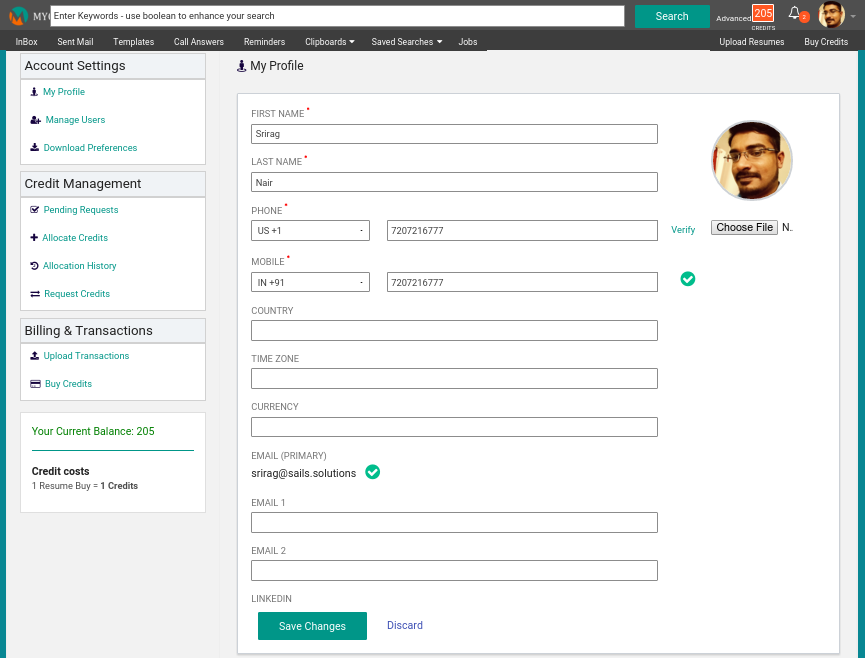 MYC
Enter Keywords - use boolean to enhance your search
Search
Advanced
205
CREDITS
2
InBox Sent Mail Templates Call Answers Reminders Clipboards Saved Searches Jobs Upload Resumes Buy Credits
Account Settings
My Profile
Manage Users
Download Preferences
Credit Management
Pending Requests
Allocate Credits
Allocation History
Request Credits
Billing & Transactions
Upload Transactions
Buy Credits
Your Current Balance: 205
Credit costs
1 Resume Buy = 1 Credits
My Profile
FIRST NAME *
Srirag
LAST NAME *
Nair
PHONE *
US +1 7207216777 Verify
Choose File N..
MOBILE *
IN +91 7207216777
COUNTRY
TIME ZONE
CURRENCY
EMAIL (PRIMARY)
srirag@sails.solutions
EMAIL 1
EMAIL 2
LINKEDIN
Save Changes Discard